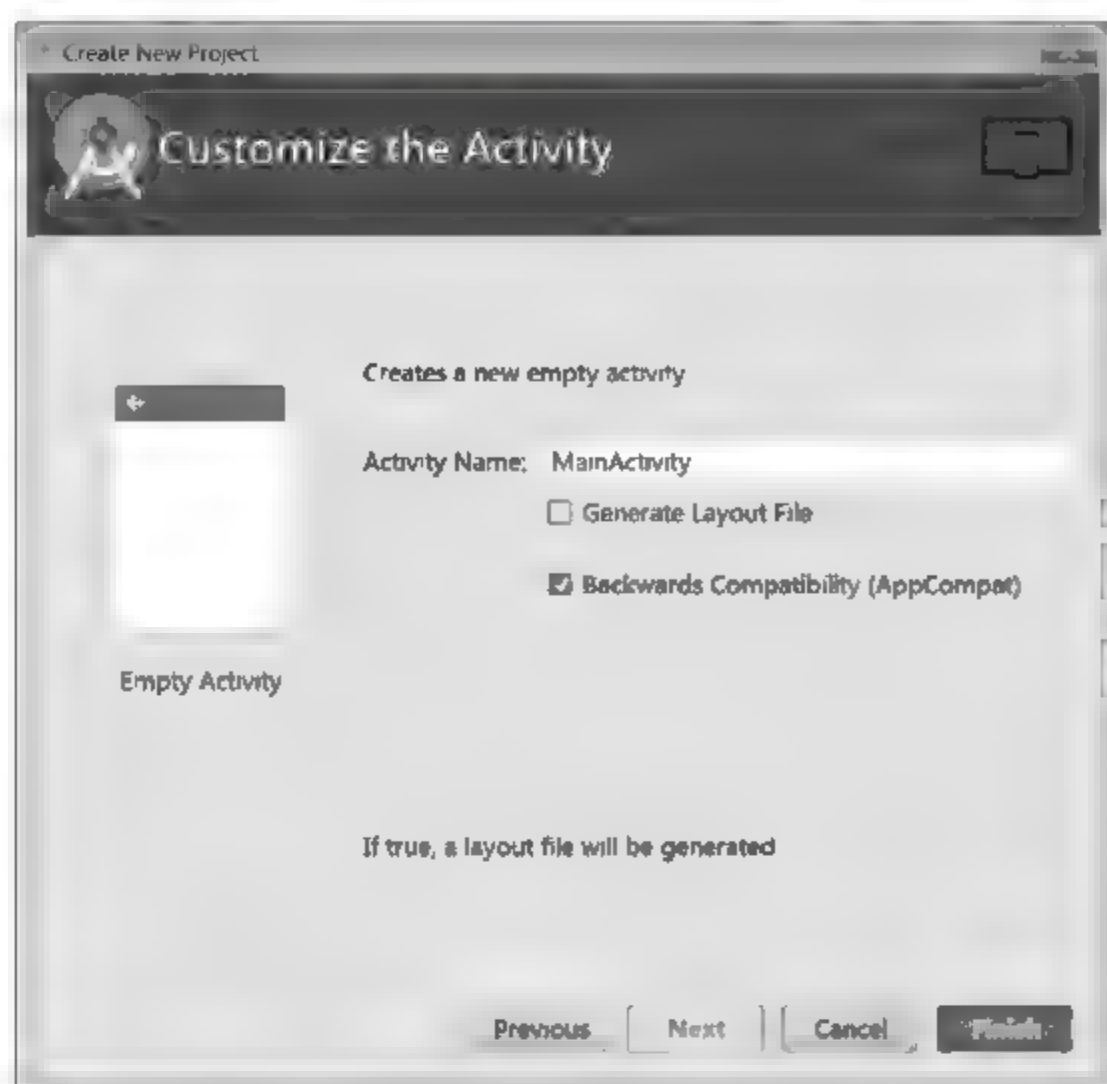 Create New Project
Customize the Activity
Creates a new empty activity
Activity Name: MainActivity
Generate Layout File
Backwards Compatibility (AppCompat)
Empty Activity
If true, a layout file will be generated
Previous Next Cancel Finish